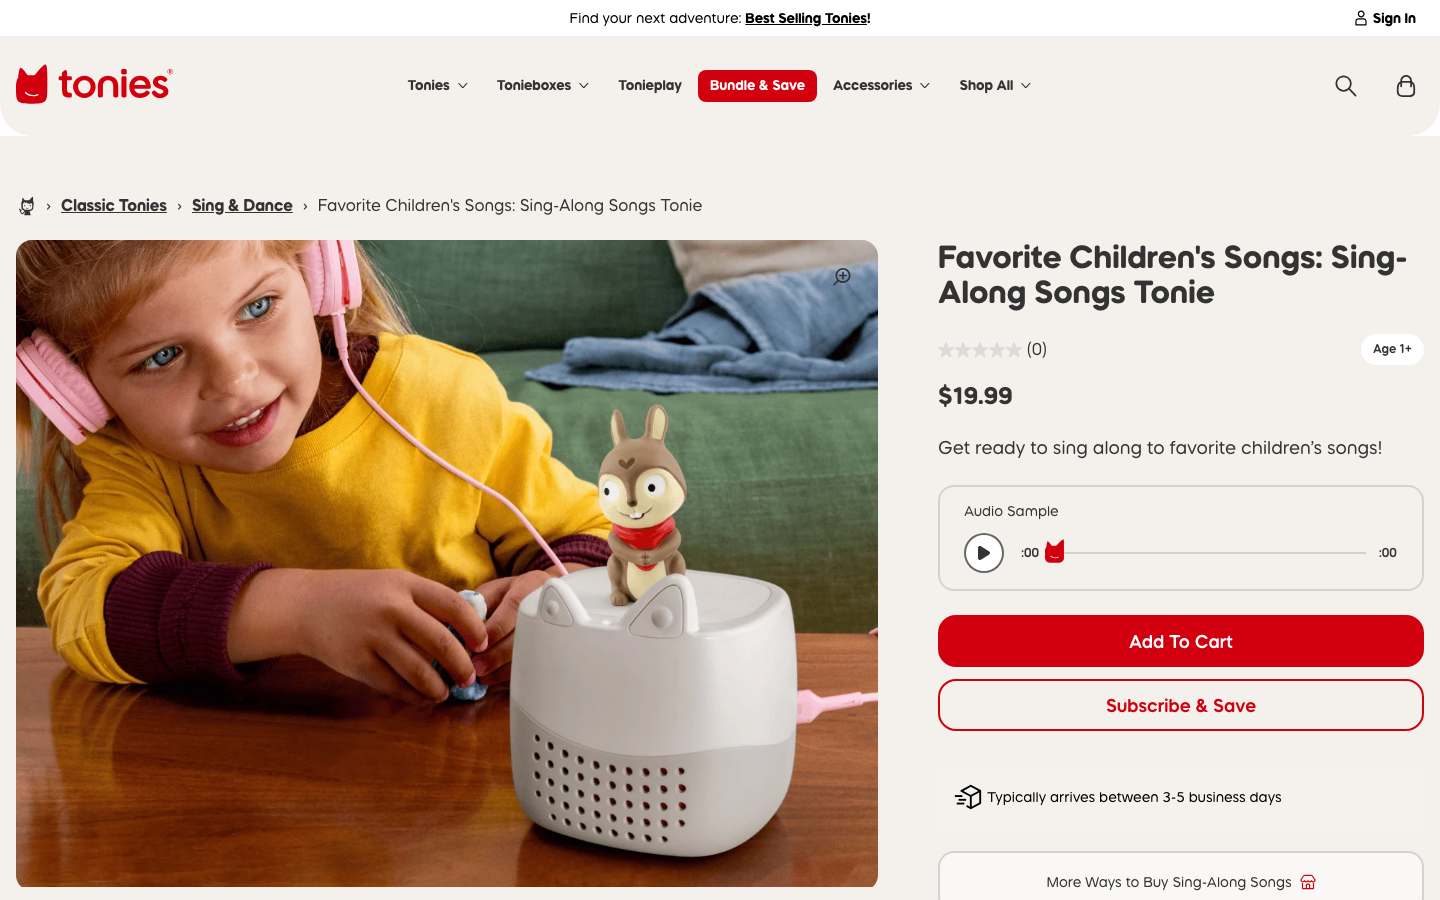 Find your next adventure: Best Selling Tonies!
Sign In
tonies®
Tonies
Tonieboxes
Tonieplay
Bundle & Save
Accessories
Shop All
› Classic Tonies › Sing & Dance › Favorite Children's Songs: Sing-Along Songs Tonie
Favorite Children's Songs: Sing-
Along Songs Tonie
(0)
Age 1+
$19.99
Get ready to sing along to favorite children’s songs!
Audio Sample
:00
:00
Add To Cart
Subscribe & Save
Typically arrives between 3-5 business days
More Ways to Buy Sing-Along Songs